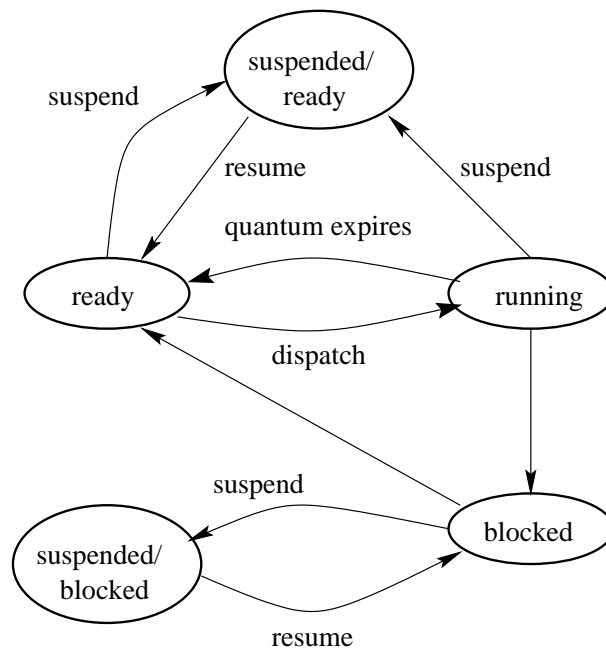 suspended/
ready
suspend
resume
suspend
quantum expires
ready
running
dispatch
suspend
blocked
suspended/
blocked
resume